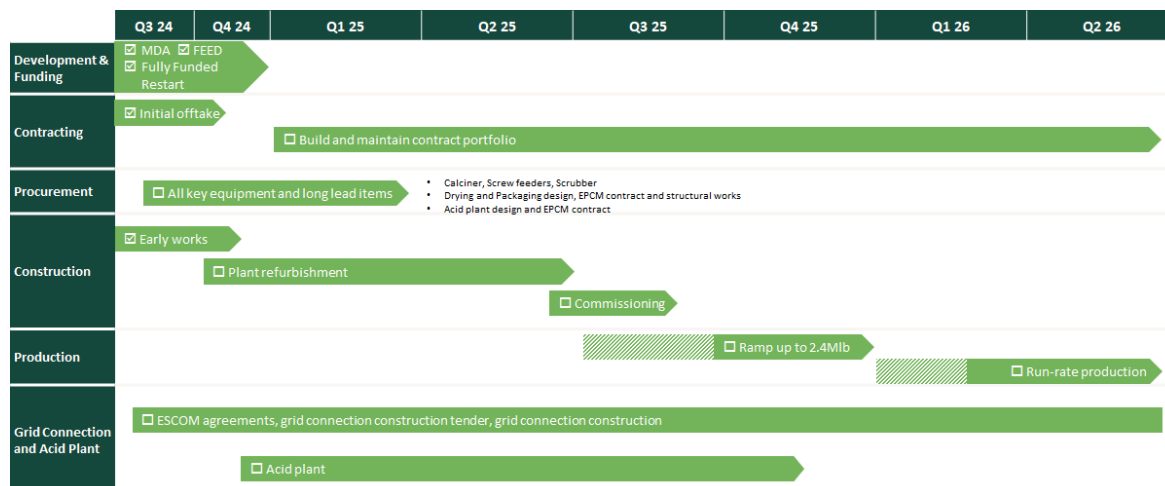 Q3 24 Q4 24 Q1 25 Q2 25 Q3 25 Q4 25 Q1 26 Q2 26
Development &
Funding
☑ MDA ☑ FEED
☑ Fully Funded
Restart
Contracting
☑ Initial offtake
☐ Build and maintain contract portfolio
Procurement
☐ All key equipment and long lead items
• Calciner, Screw feeders, Scrubber
• Drying and Packaging design, EPCM contract and structural works
• Acid plant design and EPCM contract
Construction
☑ Early works
☐ Plant refurbishment
☐ Commissioning
Production
☐ Ramp up to 2.4Mlb
☐ Run-rate production
Grid Connection
and Acid Plant
☐ ESCOM agreements, grid connection construction tender, grid connection construction
☐ Acid plant